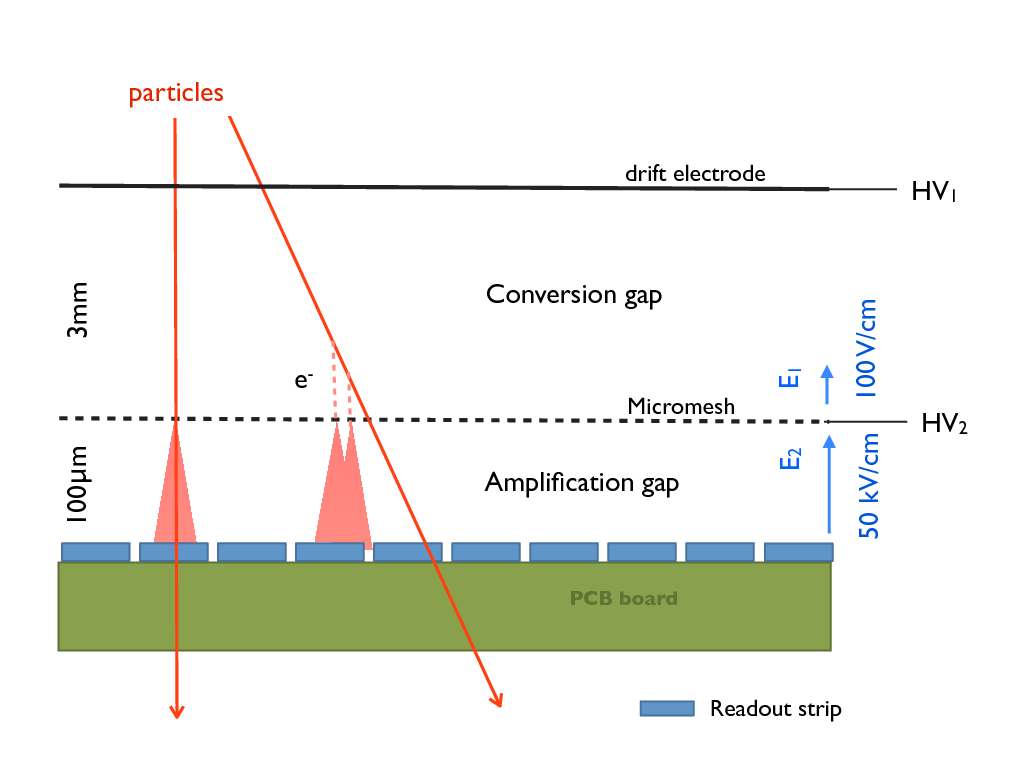 particles
drift electrode
HV₁
3mm
Conversion gap
e⁻
E₁
100V/cm
Micromesh
HV₂
100µm
Amplification gap
E₂
50 kV/cm
PCB board
Readout strip